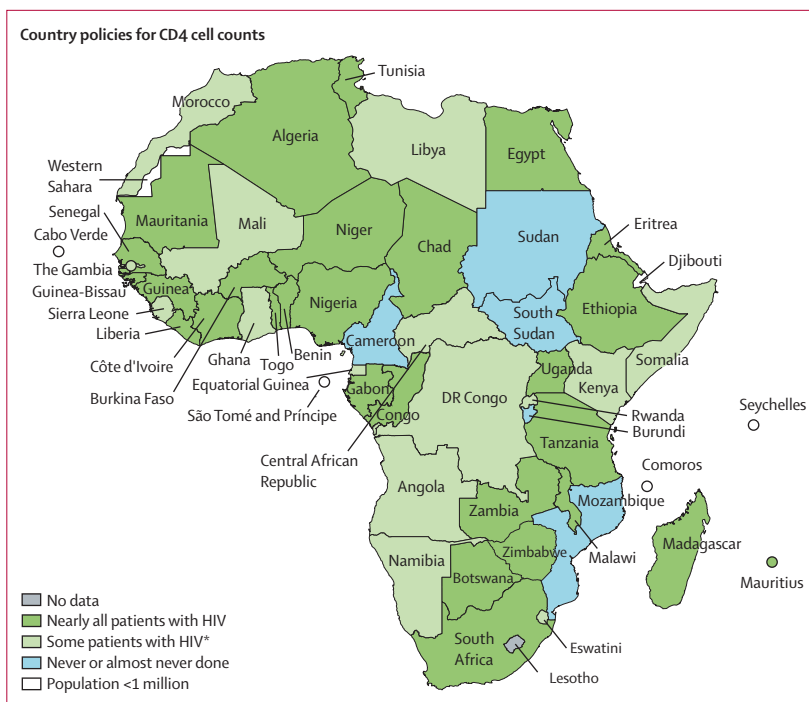 Country policies for CD4 cell counts
Tunisia
Morocco
Algeria
Libya
Egypt
Western
Sahara
Senegal
Cabo Verde
Mauritania
Mali
Niger
Chad
Sudan
Eritrea
Djibouti
The Gambia
Guinea-Bissau
Guinea
Sierra Leone
Liberia
Côte d'Ivoire
Burkina Faso
Ghana
Togo
Benin
Nigeria
Cameroon
South
Sudan
Ethiopia
Somalia
Equatorial Guinea
São Tomé and Príncipe
Gabon
Congo
DR Congo
Uganda
Kenya
Rwanda
Burundi
Seychelles
Central African
Republic
Tanzania
Comoros
Angola
Zambia
Mozambique
Malawi
Madagascar
Mauritius
Namibia
Zimbabwe
Botswana
South
Africa
Eswatini
Lesotho
No data
Nearly all patients with HIV
Some patients with HIV*
Never or almost never done
Population <1 million